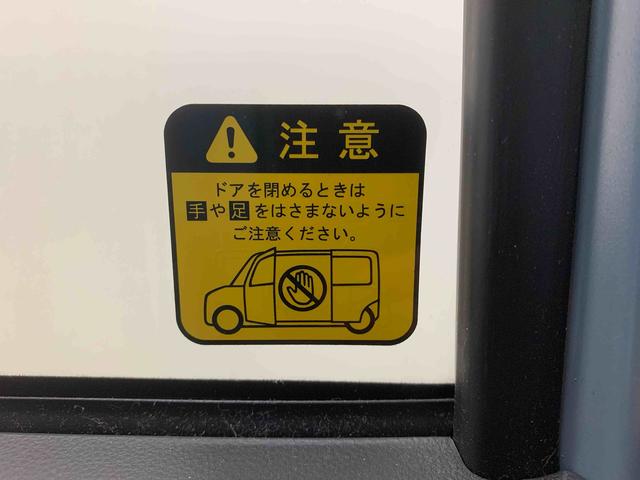 注意
ドアを閉めるときは
手や足をはさまないように
ご注意ください。